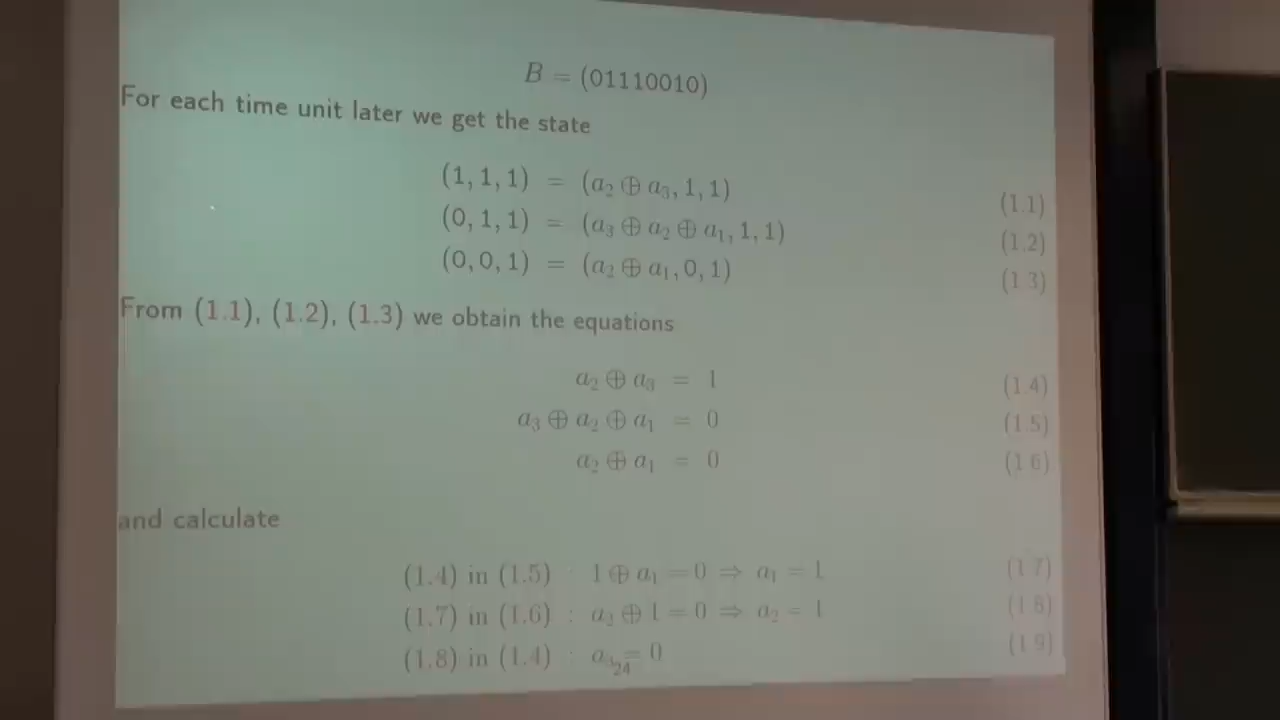 B = (01110010)
For each time unit later we get the state
(1, 1, 1) = (a₂ ⊕ a₃, 1, 1) (1.1)
(0, 1, 1) = (a₃ ⊕ a₂ ⊕ a₁, 1, 1) (1.2)
(0, 0, 1) = (a₂ ⊕ a₁, 0, 1) (1.3)
From (1.1), (1.2), (1.3) we obtain the equations
a₂ ⊕ a₃ = 1 (1.4)
a₃ ⊕ a₂ ⊕ a₁ = 0 (1.5)
a₂ ⊕ a₁ = 0 (1.6)
and calculate
(1.4) in (1.5) : 1 ⊕ a₁ = 0 ⇒ a₁ = 1 (1.7)
(1.7) in (1.6) : a₂ ⊕ 1 = 0 ⇒ a₂ = 1 (1.8)
(1.8) in (1.4) : a₃ = 0 (1.9)
24